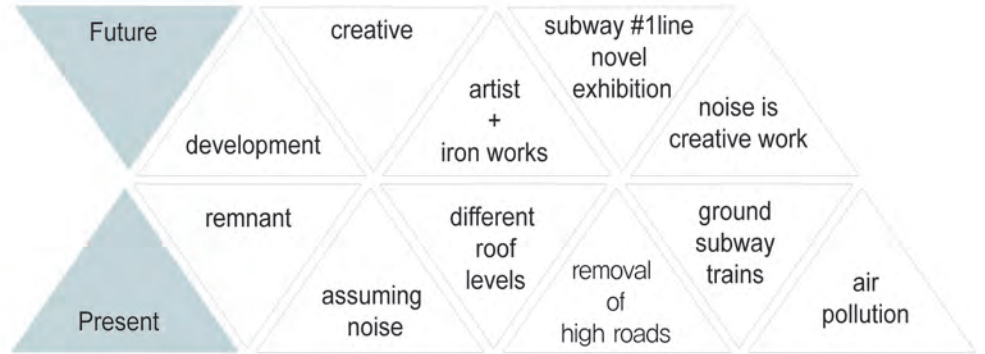 Future
development
creative
artist
+
iron works
subway #1line
novel
exhibition
noise is
creative work
Present
remnant
assuming
noise
different
roof
levels
removal
of
high roads
ground
subway
trains
air
pollution